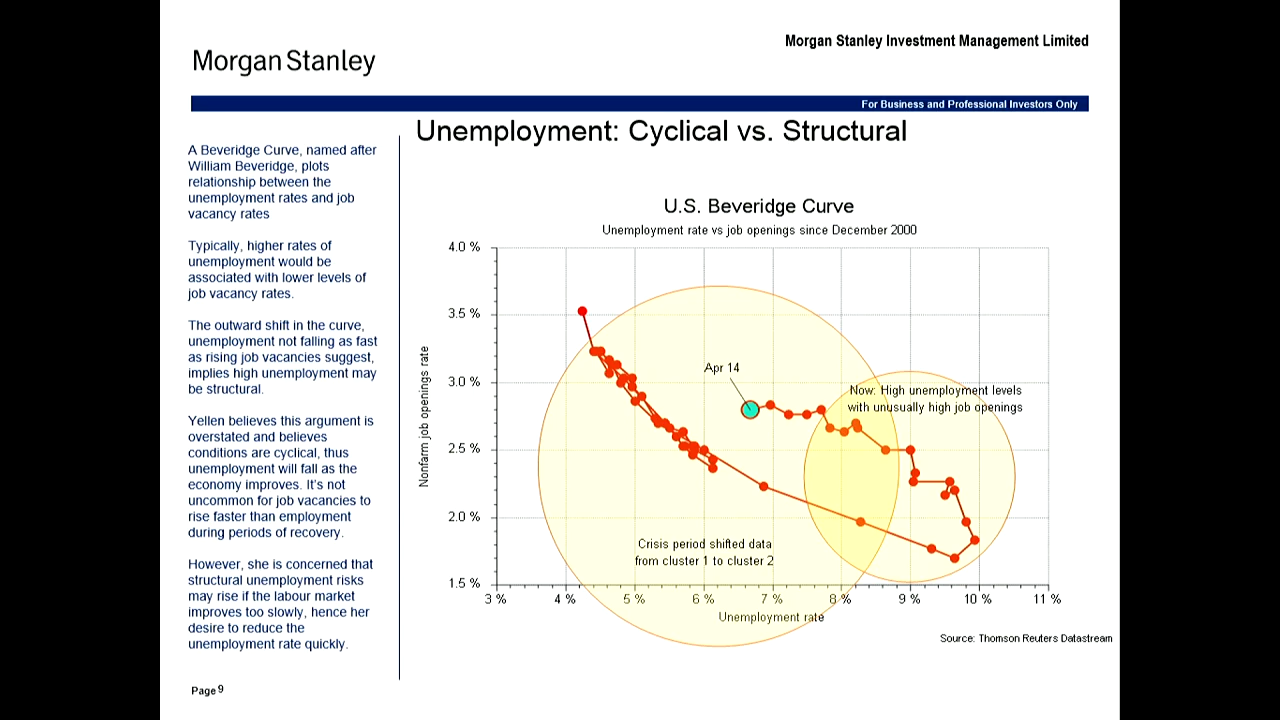 Morgan Stanley Investment Management Limited
Morgan Stanley
For Business and Professional Investors Only
Unemployment: Cyclical vs. Structural
A Beveridge Curve, named after
William Beveridge, plots
relationship between the
unemployment rates and job
vacancy rates
Typically, higher rates of
unemployment would be
associated with lower levels of
job vacancy rates.
The outward shift in the curve,
unemployment not falling as fast
as rising job vacancies suggest,
implies high unemployment may
be structural.
Yellen believes this argument is
overstated and believes
conditions are cyclical, thus
unemployment will fall as the
economy improves. It's not
uncommon for job vacancies to
rise faster than employment
during periods of recovery.
However, she is concerned that
structural unemployment risks
may rise if the labour market
improves too slowly, hence her
desire to reduce the
unemployment rate quickly.
U.S. Beveridge Curve
Unemployment rate vs job openings since December 2000
4.0 %
3.5 %
3.0 %
2.5 %
2.0 %
1.5 %
Nonfarm job openings rate
Apr 14
Now: High unemployment levels
with unusually high job openings
Crisis period shifted data
from cluster 1 to cluster 2
3 % 4 % 5 % 6 % 7 % 8 % 9 % 10 % 11 %
Unemployment rate
Source: Thomson Reuters Datastream
Page 9